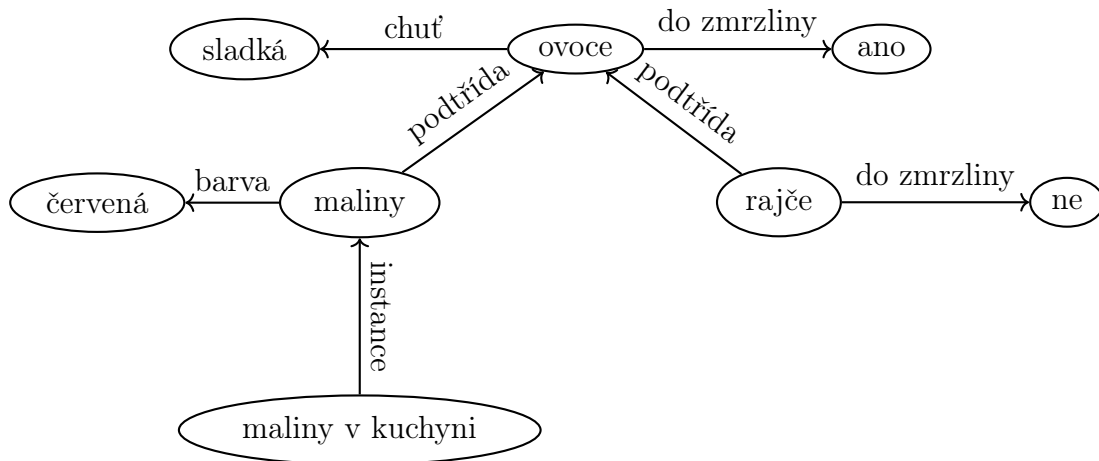 sladká
chuť
ovoce
do zmrzliny
ano
podtřída
podtřída
červená
barva
maliny
rajče
do zmrzliny
ne
instance
maliny v kuchyni